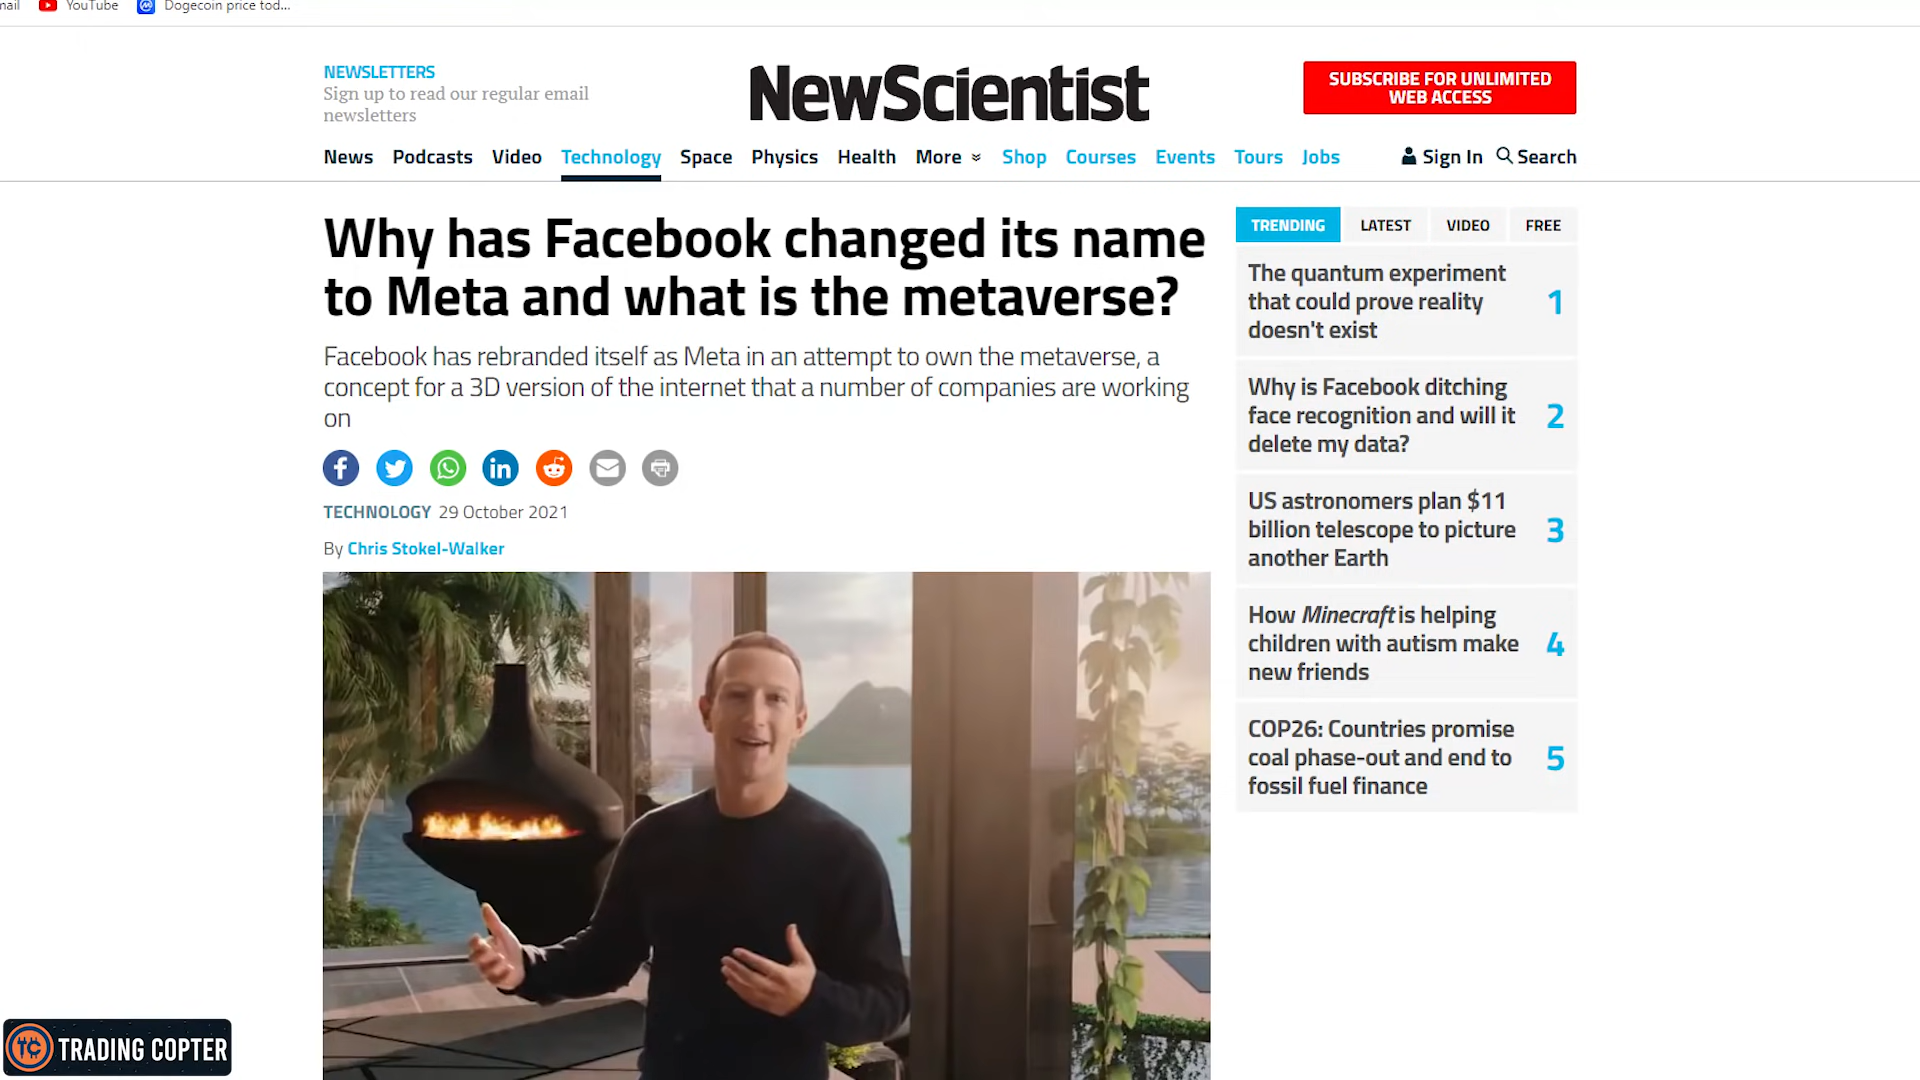 YouTube
Dogecoin price tod...
NEWSLETTERS
Sign up to read our regular email
newsletters
NewScientist
SUBSCRIBE FOR UNLIMITED
WEB ACCESS
News Podcasts Video Technology Space Physics Health More Shop Courses Events Tours Jobs Sign In Search
Why has Facebook changed its name
to Meta and what is the metaverse?
Facebook has rebranded itself as Meta in an attempt to own the metaverse, a
concept for a 3D version of the internet that a number of companies are working
on
TECHNOLOGY 29 October 2021
By Chris Stokel-Walker
TRENDING LATEST VIDEO FREE
The quantum experiment
that could prove reality
doesn't exist
1
Why is Facebook ditching
face recognition and will it
delete my data?
2
US astronomers plan $11
billion telescope to picture
another Earth
3
How Minecraft is helping
children with autism make
new friends
4
COP26: Countries promise
coal phase-out and end to
fossil fuel finance
5
TC TRADING COPTER